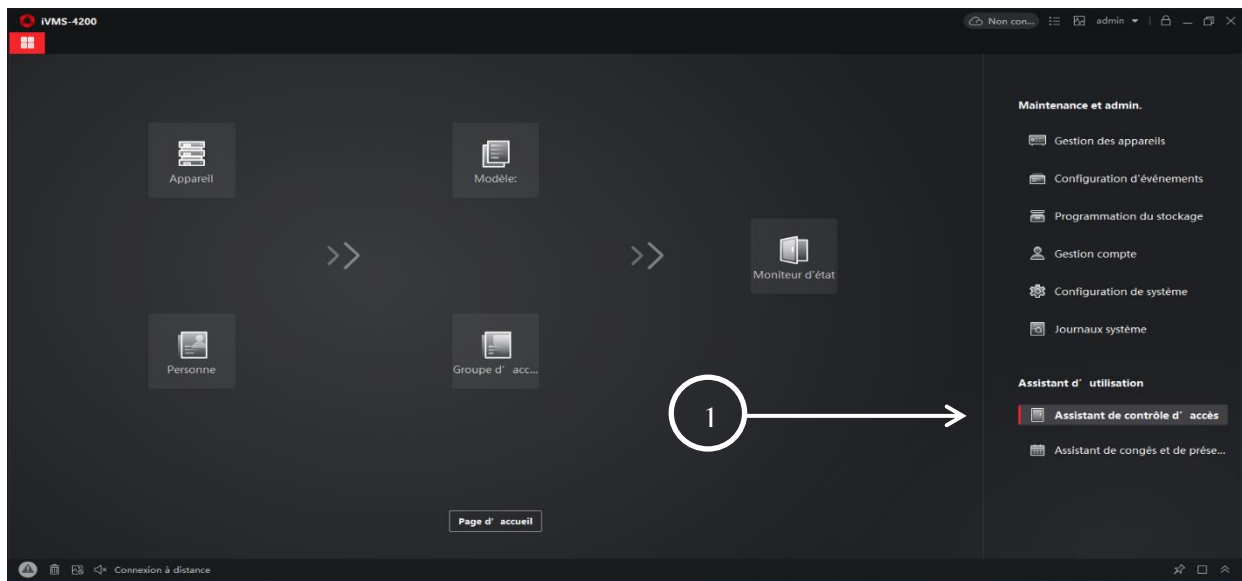 iVMS-4200
Non con...
admin
Maintenance et admin.
Gestion des appareils
Configuration d'événements
Programmation du stockage
Gestion compte
Configuration de système
Journaux système
Assistant d' utilisation
Assistant de contrôle d' accès
Assistant de congés et de prése...
Appareil
Modèle:
Moniteur d'état
Personne
Groupe d' acc...
1
Page d' accueil
Connexion à distance